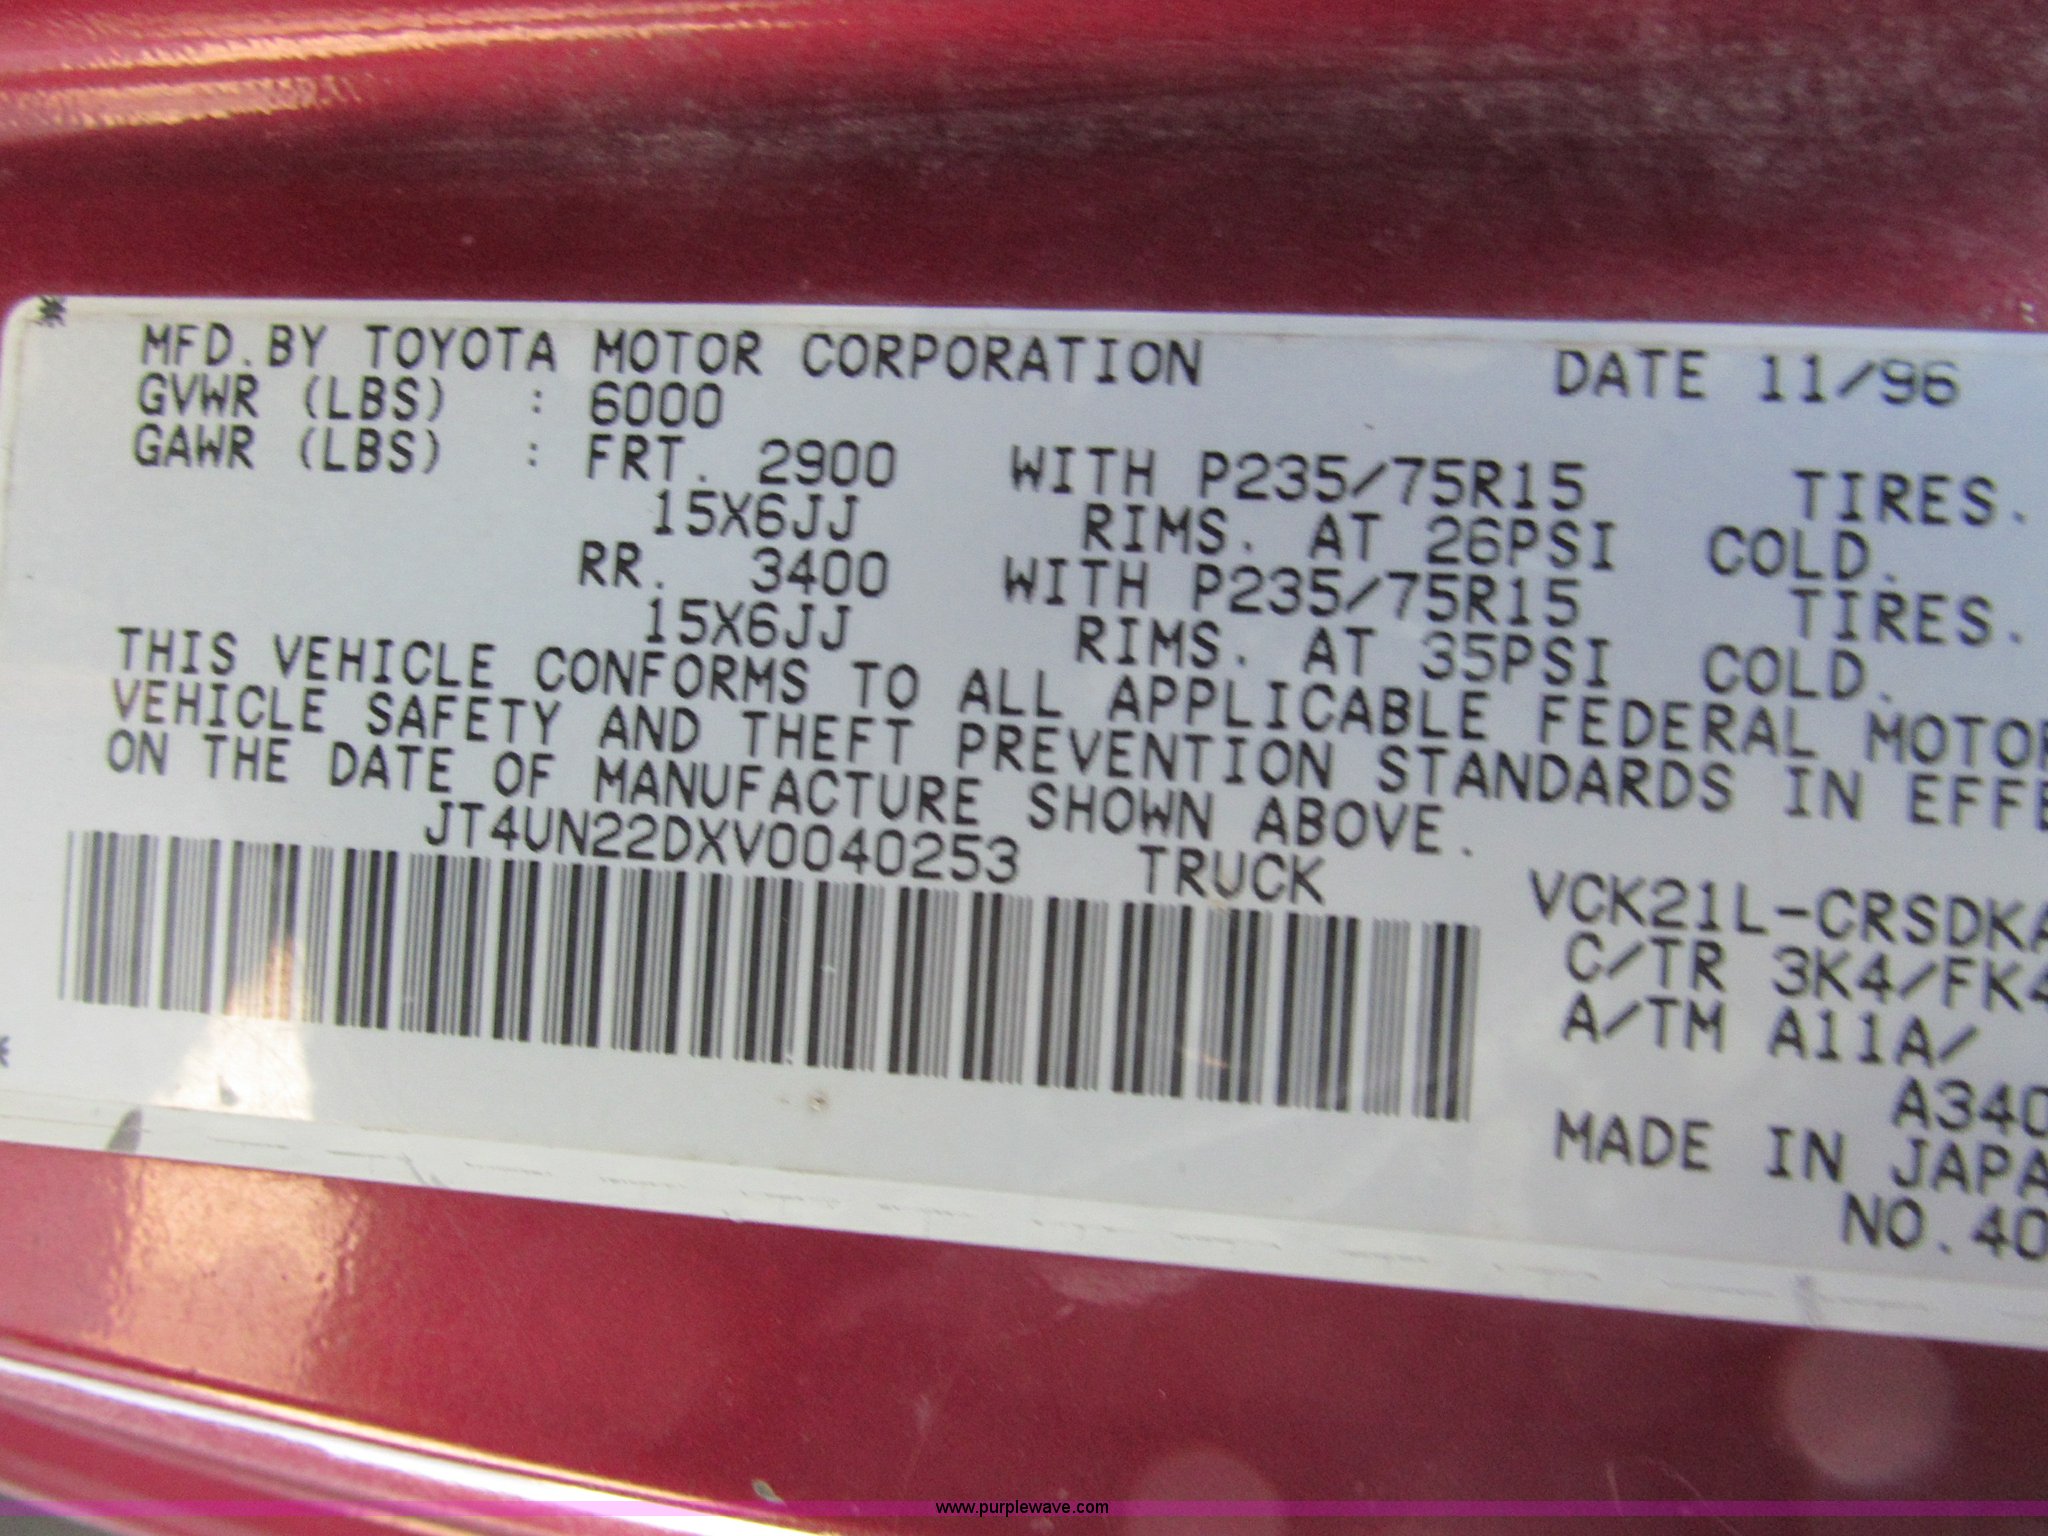 MFD.BY TOYOTA MOTOR CORPORATION DATE 11/96
GVWR (LBS) : 6000
GAWR (LBS) : FRT. 2900 WITH P235/75R15 TIRES.
15X6JJ RIMS. AT 26PSI COLD.
RR. 3400 WITH P235/75R15 TIRES.
15X6JJ RIMS. AT 35PSI COLD.
THIS VEHICLE CONFORMS TO ALL APPLICABLE FEDERAL MOTOR
VEHICLE SAFETY AND THEFT PREVENTION STANDARDS IN EFFE
ON THE DATE OF MANUFACTURE SHOWN ABOVE.
JT4UN22DXV0040253 TRUCK
VCK21L-CRSDKA
C/TR 3K4/FK4
A/TM A11A/
A340
MADE IN JAPA
NO.40
www.purplewave.com